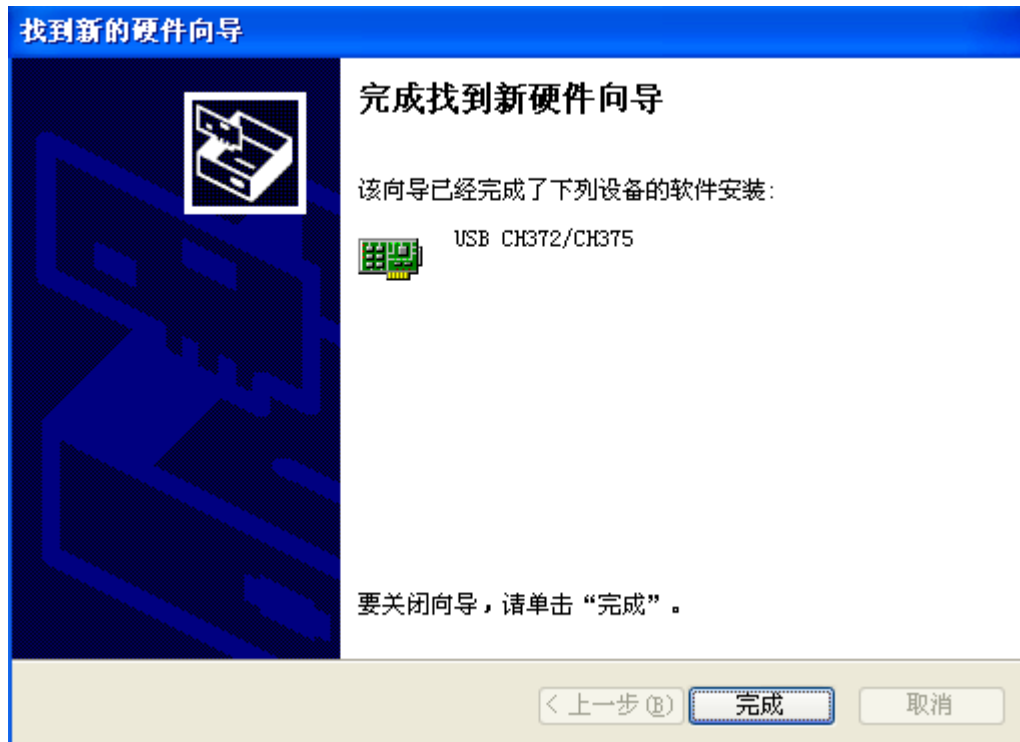 找到新的硬件向导
完成找到新硬件向导
该向导已经完成了下列设备的软件安装:
USB CH372/CH375
要关闭向导，请单击“完成”。
< 上一步(B)
完成
取消